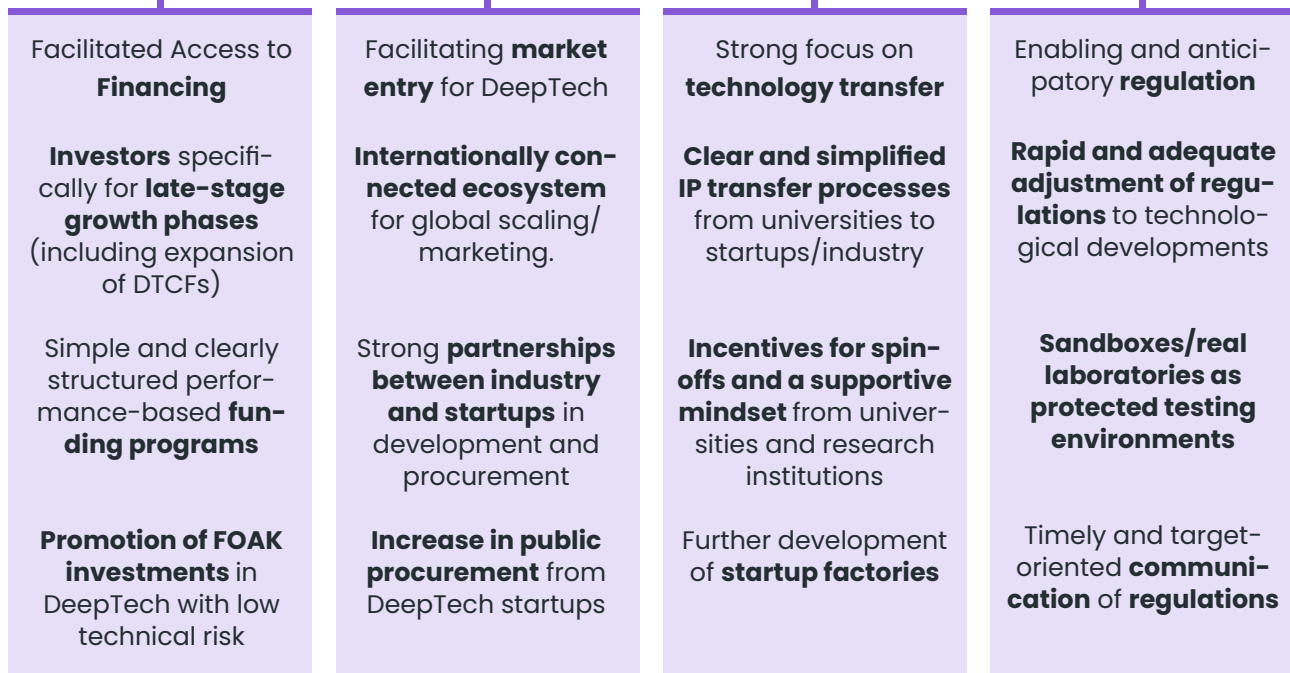 Facilitated Access to
Financing
Investors specifi-
cally for late-stage
growth phases
(including expansion
of DTCFs)
Simple and clearly
structured perfor-
mance-based fun-
ding programs
Promotion of FOAK
investments in
DeepTech with low
technical risk
Facilitating market
entry for DeepTech
Internationally con-
nected ecosystem
for global scaling/
marketing.
Strong partnerships
between industry
and startups in
development and
procurement
Increase in public
procurement from
DeepTech startups
Strong focus on
technology transfer
Clear and simplified
IP transfer processes
from universities to
startups/industry
Incentives for spin-
offs and a supportive
mindset from univer-
sities and research
institutions
Further development
of startup factories
Enabling and antici-
patory regulation
Rapid and adequate
adjustment of regu-
lations to technolo-
gical developments
Sandboxes/real
laboratories as
protected testing
environments
Timely and target-
oriented communi-
cation of regulations